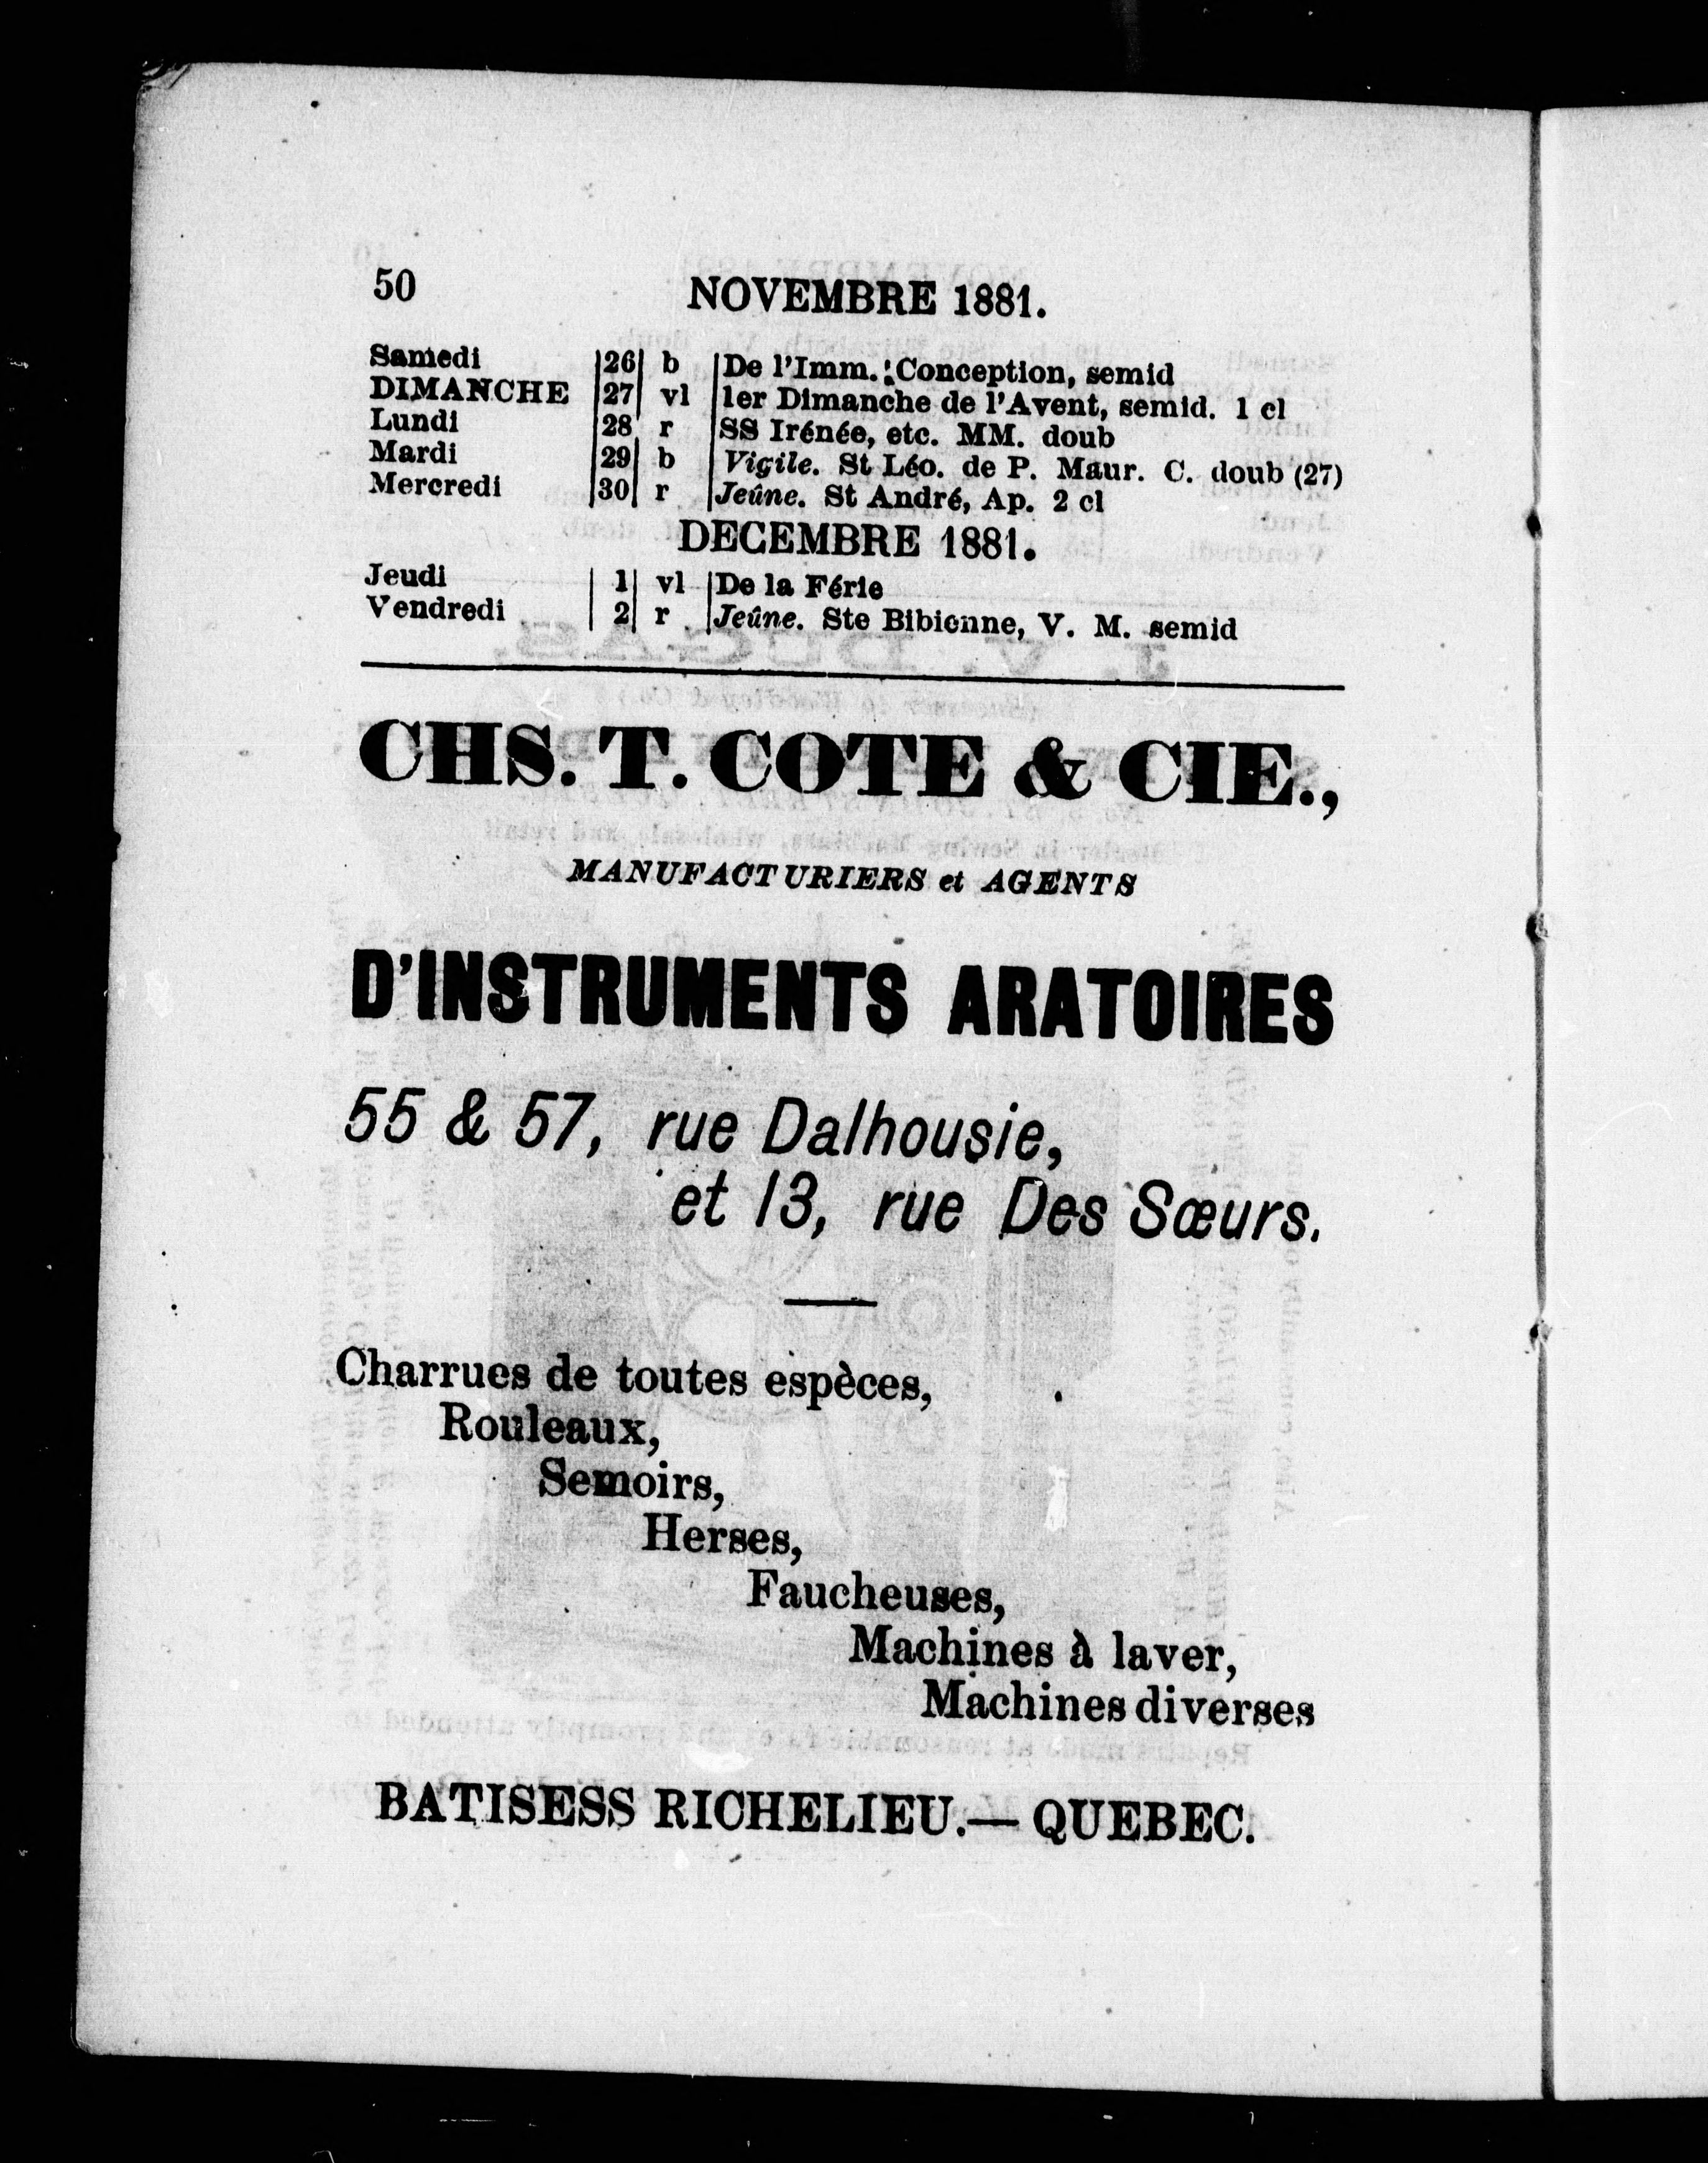 50 NOVEMBRE 1881.
Samedi |26| b |De l'Imm. Conception, semid
DIMANCHE |27| vl |1er Dimanche de l'Avent, semid. 1 cl
Lundi |28 r |SS Irénée, etc. MM. doub
Mardi |29| b | Vigile. St Léo. de P. Maur. C. doub (27)
Mercredi |30| r |Jeûne. St André, Ap. 2 cl
DECEMBRE 1881.
Jeudi | 1| vl |De la Férie
Vendredi | 2| r |Jeûne. Ste Bibienne, V. M. semid
CHS. T. COTE & CIE.,
MANUFACTURIERS et AGENTS
D'INSTRUMENTS ARATOIRES
55 & 57, rue Dalhousie,
et 13, rue Des Sœurs.
Charrues de toutes espèces,
Rouleaux,
Semoirs,
Herses,
Faucheuses,
Machines à laver,
Machines diverses
BATISESS RICHELIEU.— QUEBEC.